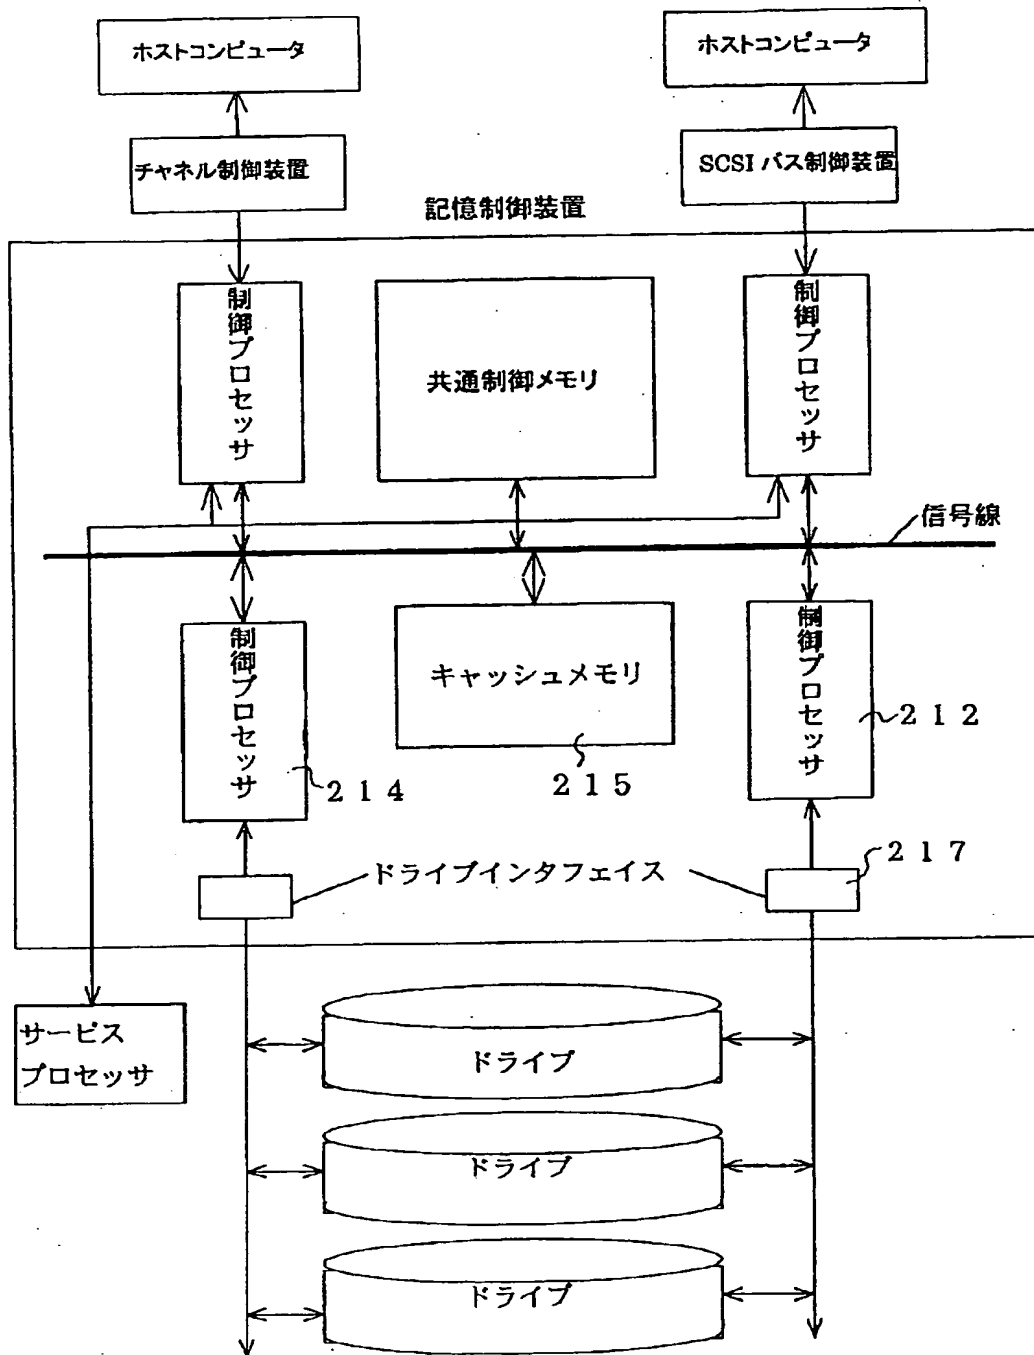 ホストコンピュータ
ホストコンピュータ
チャネル制御装置
SCSI バス制御装置
記憶制御装置
制御プロセッサ
共通制御メモリ
制御プロセッサ
信号線
制御プロセッサ
キャッシュメモリ
制御プロセッサ
212
214
215
217
ドライブインタフェイス
サービス
プロセッサ
ドライブ
ドライブ
ドライブ